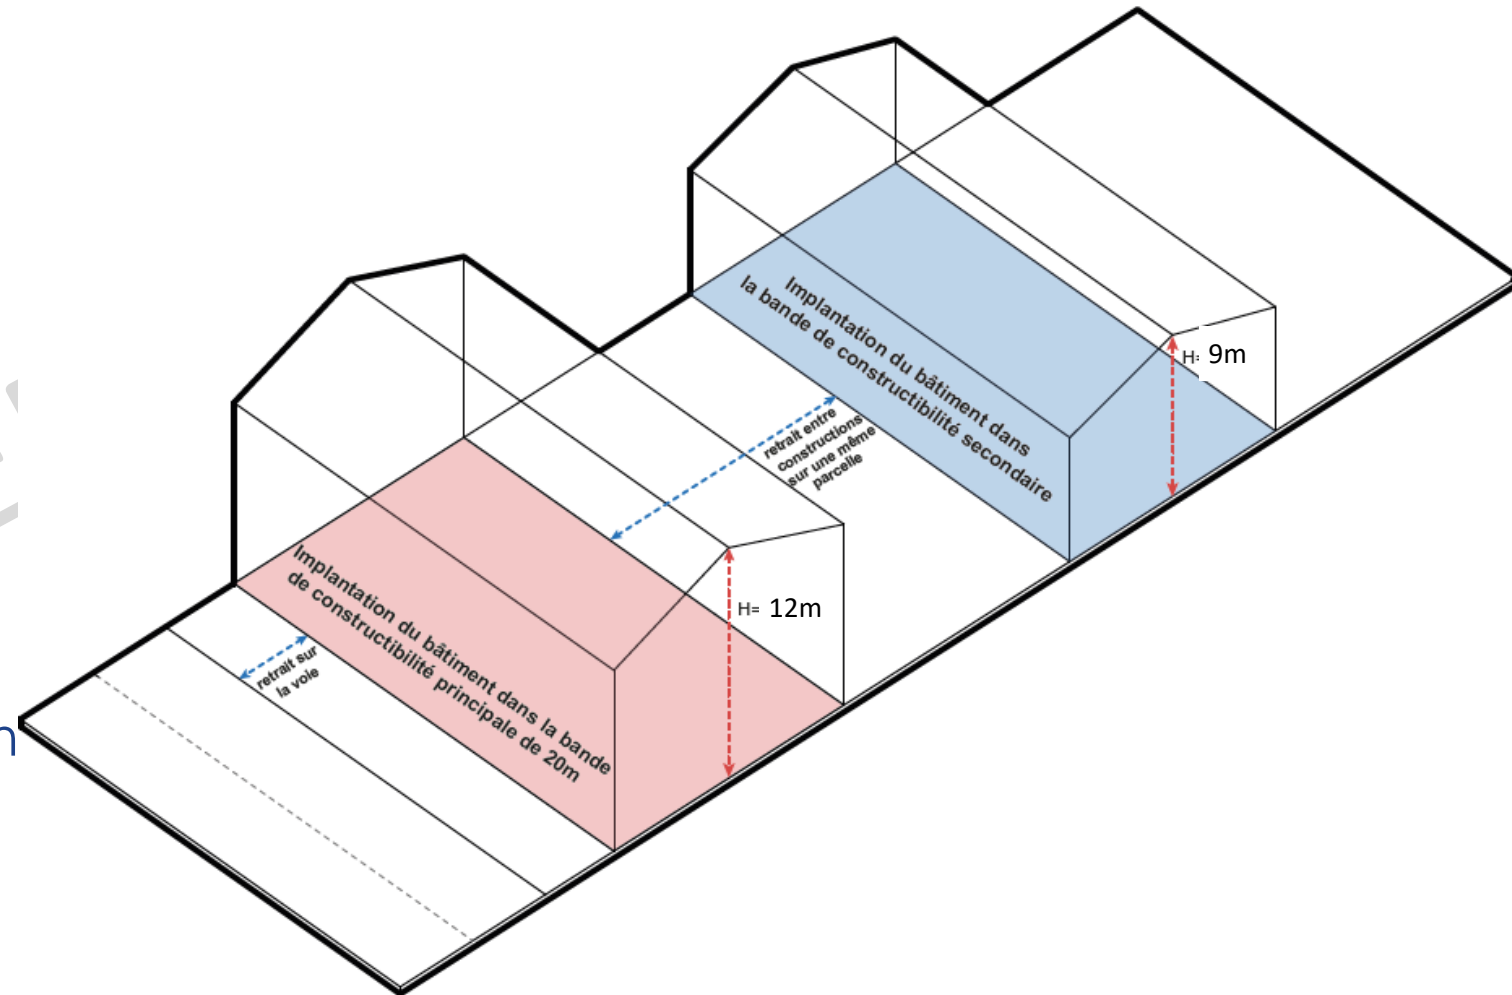 Implantation du bâtiment dans
la bande de constructibilité secondaire
H: 9m
retrait entre
constructions
sur une même
parcelle
H= 12m
Implantation du bâtiment dans la bande
de constructibilité principale de 20m
retrait sur
la voie
n